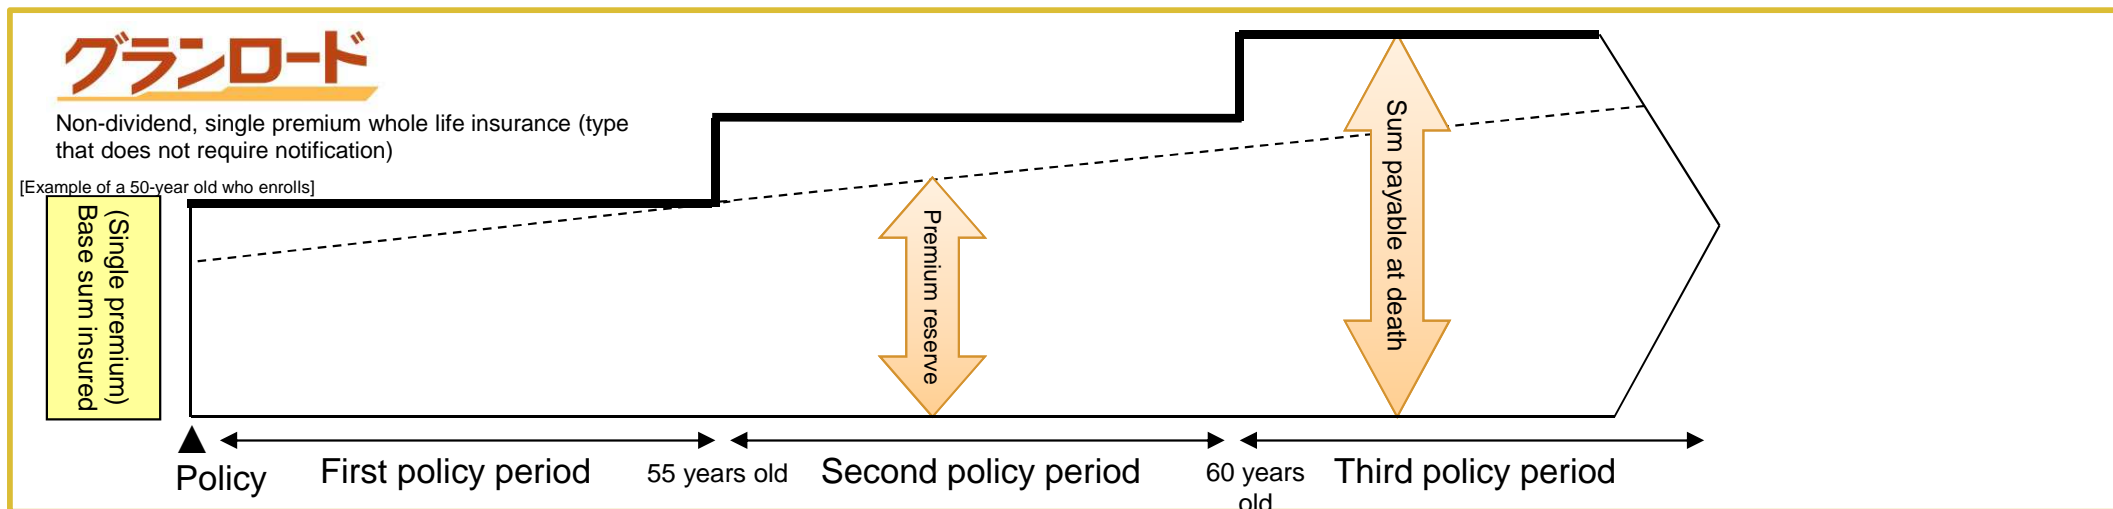 グランロード
Non-dividend, single premium whole life insurance (type
that does not require notification)
[Example of a 50-year old who enrolls]
(Single premium)
Base sum insured
Premium reserve
Sum payable at death
Policy
First policy period
55 years old
Second policy period
60 years
old
Third policy period